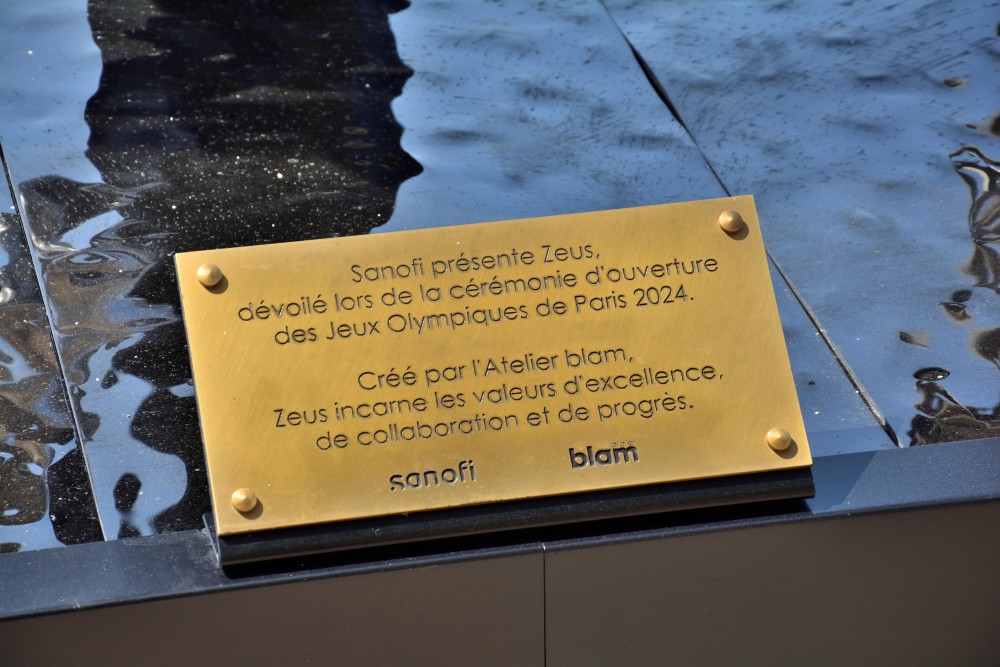 Sanofi présente Zeus,
dévoilé lors de la cérémonie d'ouverture
des Jeux Olympiques de Paris 2024.
Créé par l'Atelier blam,
Zeus incarne les valeurs d'excellence,
de collaboration et de progrès.
sanofi blam